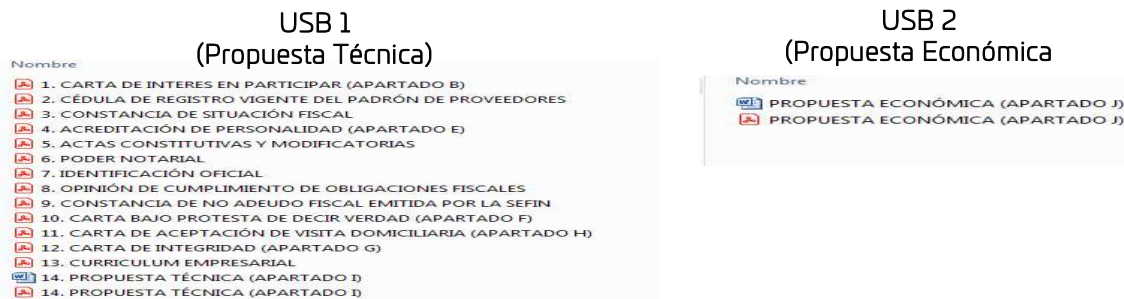 USB 1
(Propuesta Técnica)
Nombre
1. CARTA DE INTERES EN PARTICIPAR (APARTADO B)
2. CÉDULA DE REGISTRO VIGENTE DEL PADRÓN DE PROVEEDORES
3. CONSTANCIA DE SITUACIÓN FISCAL
4. ACREDITACIÓN DE PERSONALIDAD (APARTADO E)
5. ACTAS CONSTITUTIVAS Y MODIFICATORIAS
6. PODER NOTARIAL
7. IDENTIFICACIÓN OFICIAL
8. OPINIÓN DE CUMPLIMIENTO DE OBLIGACIONES FISCALES
9. CONSTANCIA DE NO ADEUDO FISCAL EMITIDA POR LA SEFIN
10. CARTA BAJO PROTESTA DE DECIR VERDAD (APARTADO F)
11. CARTA DE ACEPTACIÓN DE VISITA DOMICILIARIA (APARTADO H)
12. CARTA DE INTEGRIDAD (APARTADO G)
13. CURRICULUM EMPRESARIAL
14. PROPUESTA TÉCNICA (APARTADO I)
14. PROPUESTA TÉCNICA (APARTADO I)
USB 2
(Propuesta Económica
Nombre
PROPUESTA ECONÓMICA (APARTADO J)
PROPUESTA ECONÓMICA (APARTADO J)